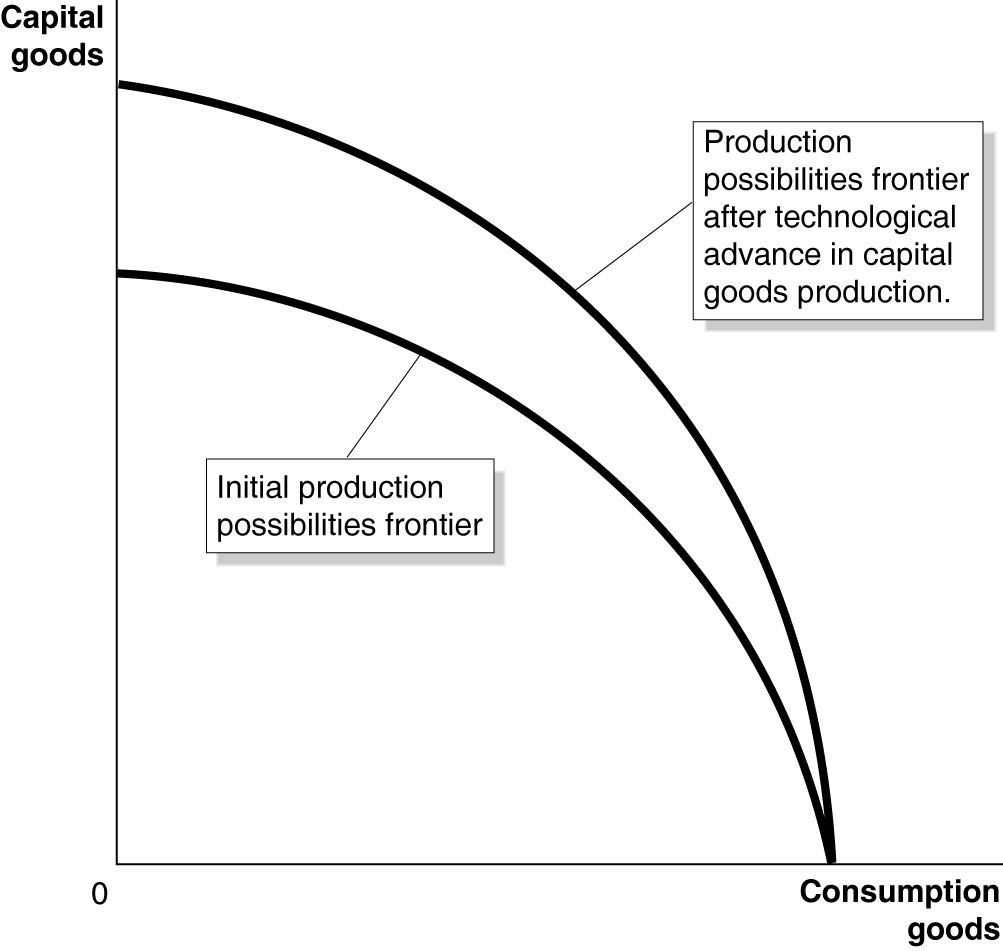 Capital
goods
Production
possibilities frontier
after technological
advance in capital
goods production.
Initial production
possibilities frontier
0
Consumption
goods